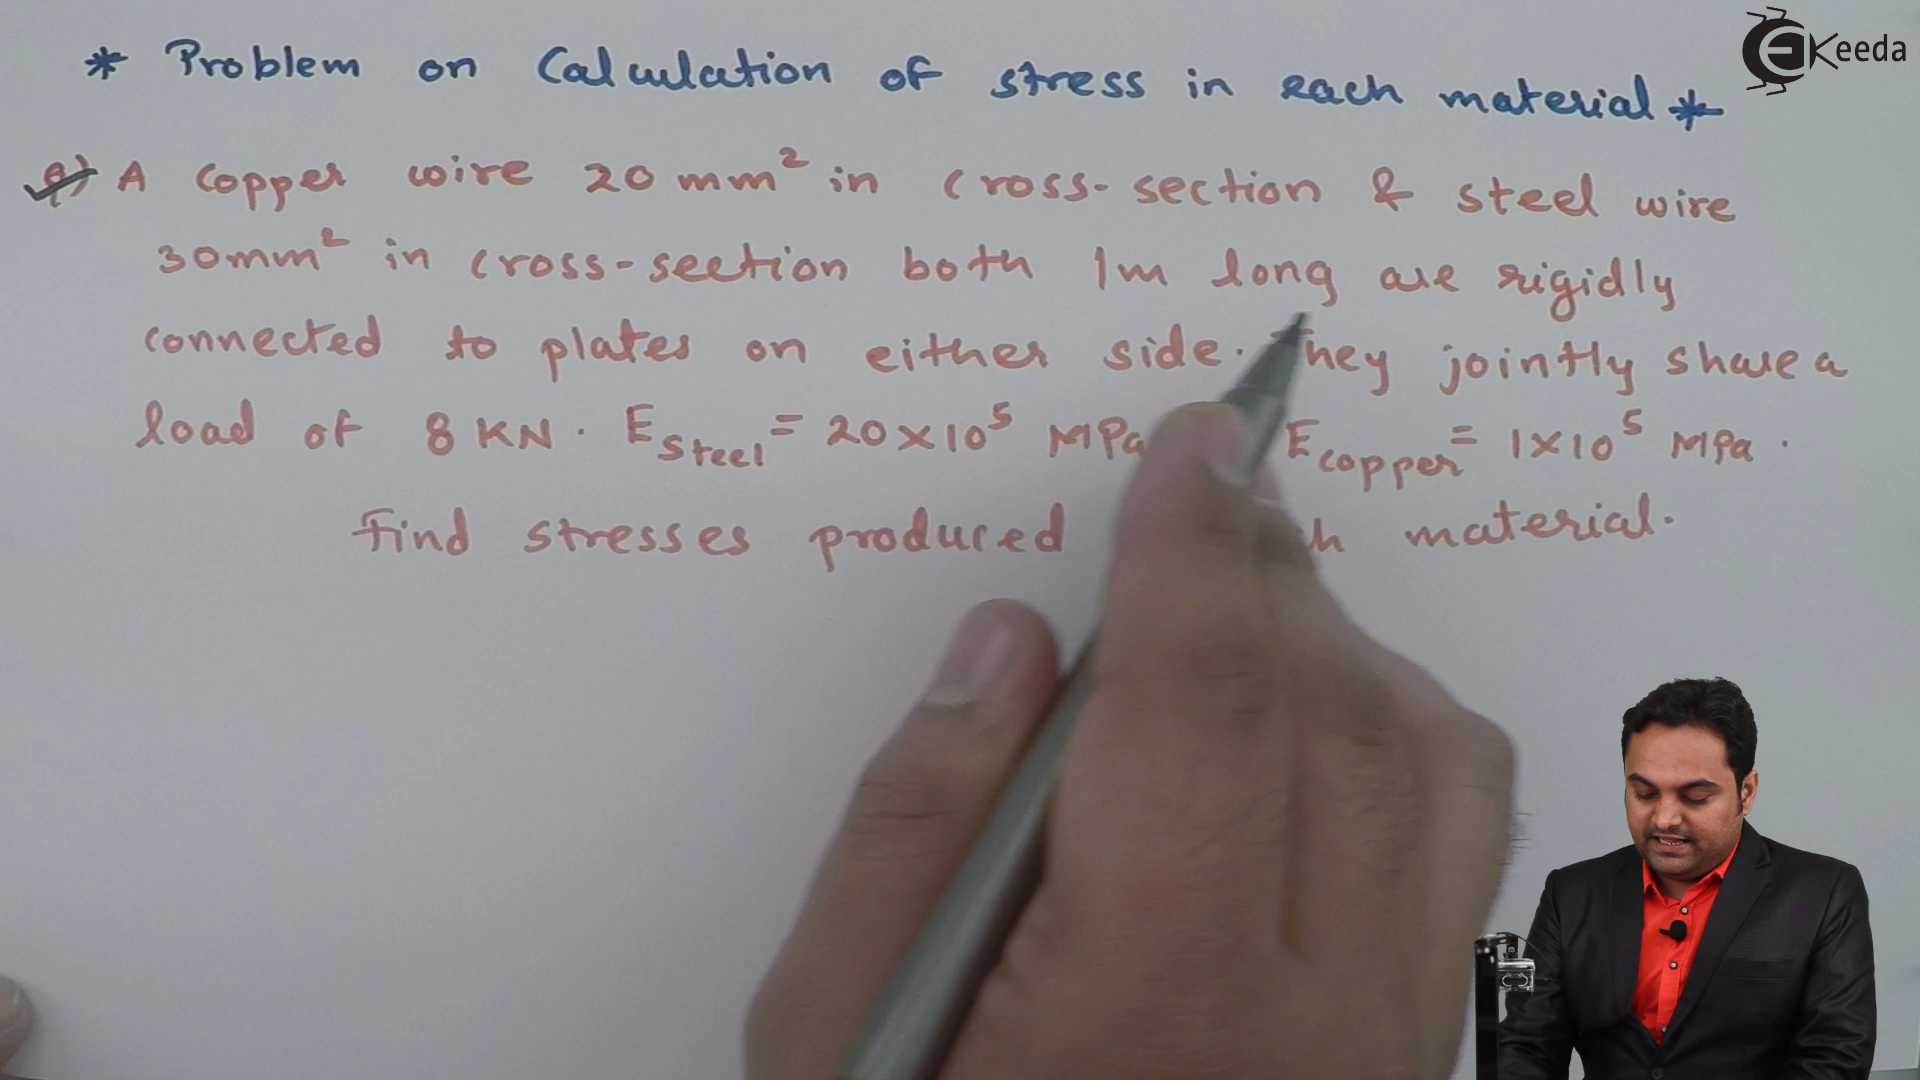 * Problem on Calculation of stress in each material *
Q) A copper wire 20 mm² in cross-section & steel wire
30mm² in cross-section both 1m long are rigidly
connected to plates on either side. They jointly share a
load of 8 KN. E steel = 20×10⁵ MPa E copper = 1×10⁵ MPa.
Find stresses produced material.
EKeeda